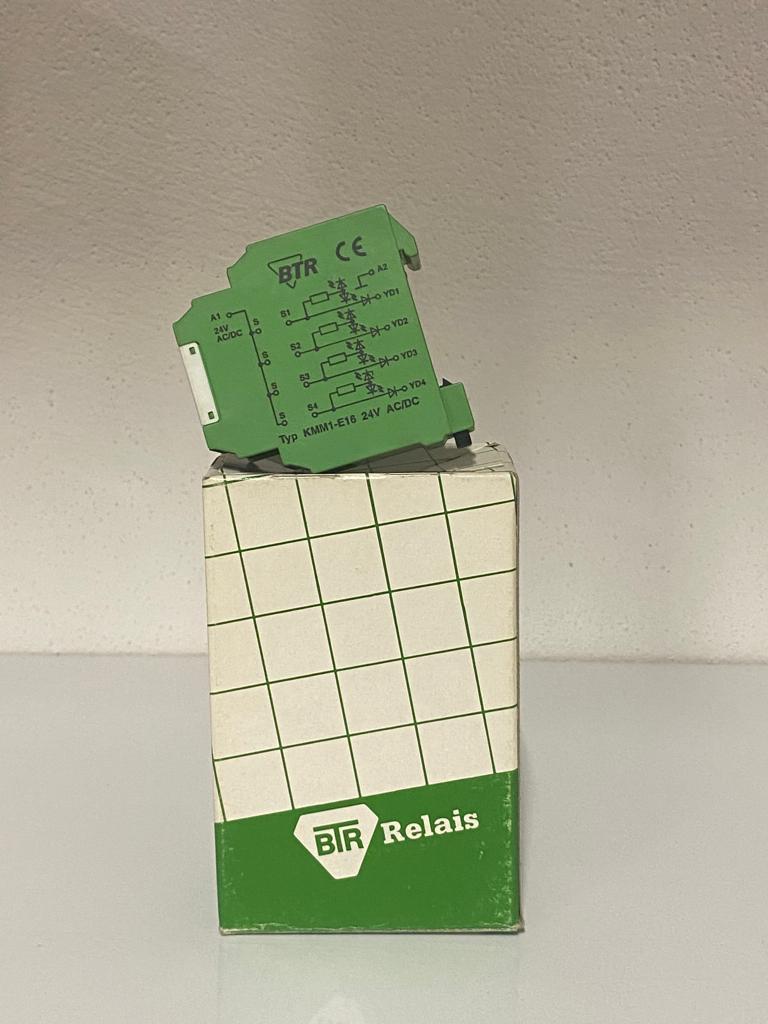 BTR CE
A2
A1
24V
AC/DC
S
S
S
S
S1
YD1
S2
YD2
S3
YD3
S4
YD4
Typ KMM1-E16 24V AC/DC
BTR Relais